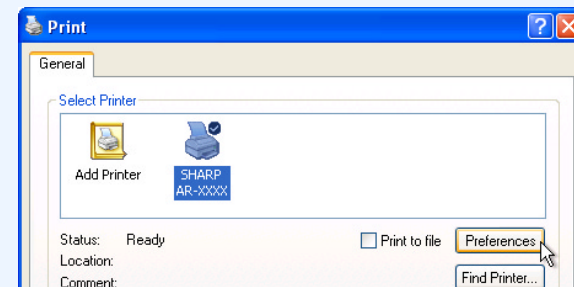 Print
General
Select Printer
Add Printer
SHARP
AR-XXXX
Status: Ready
Print to file
Preferences
Location:
Find Printer...
Comment: